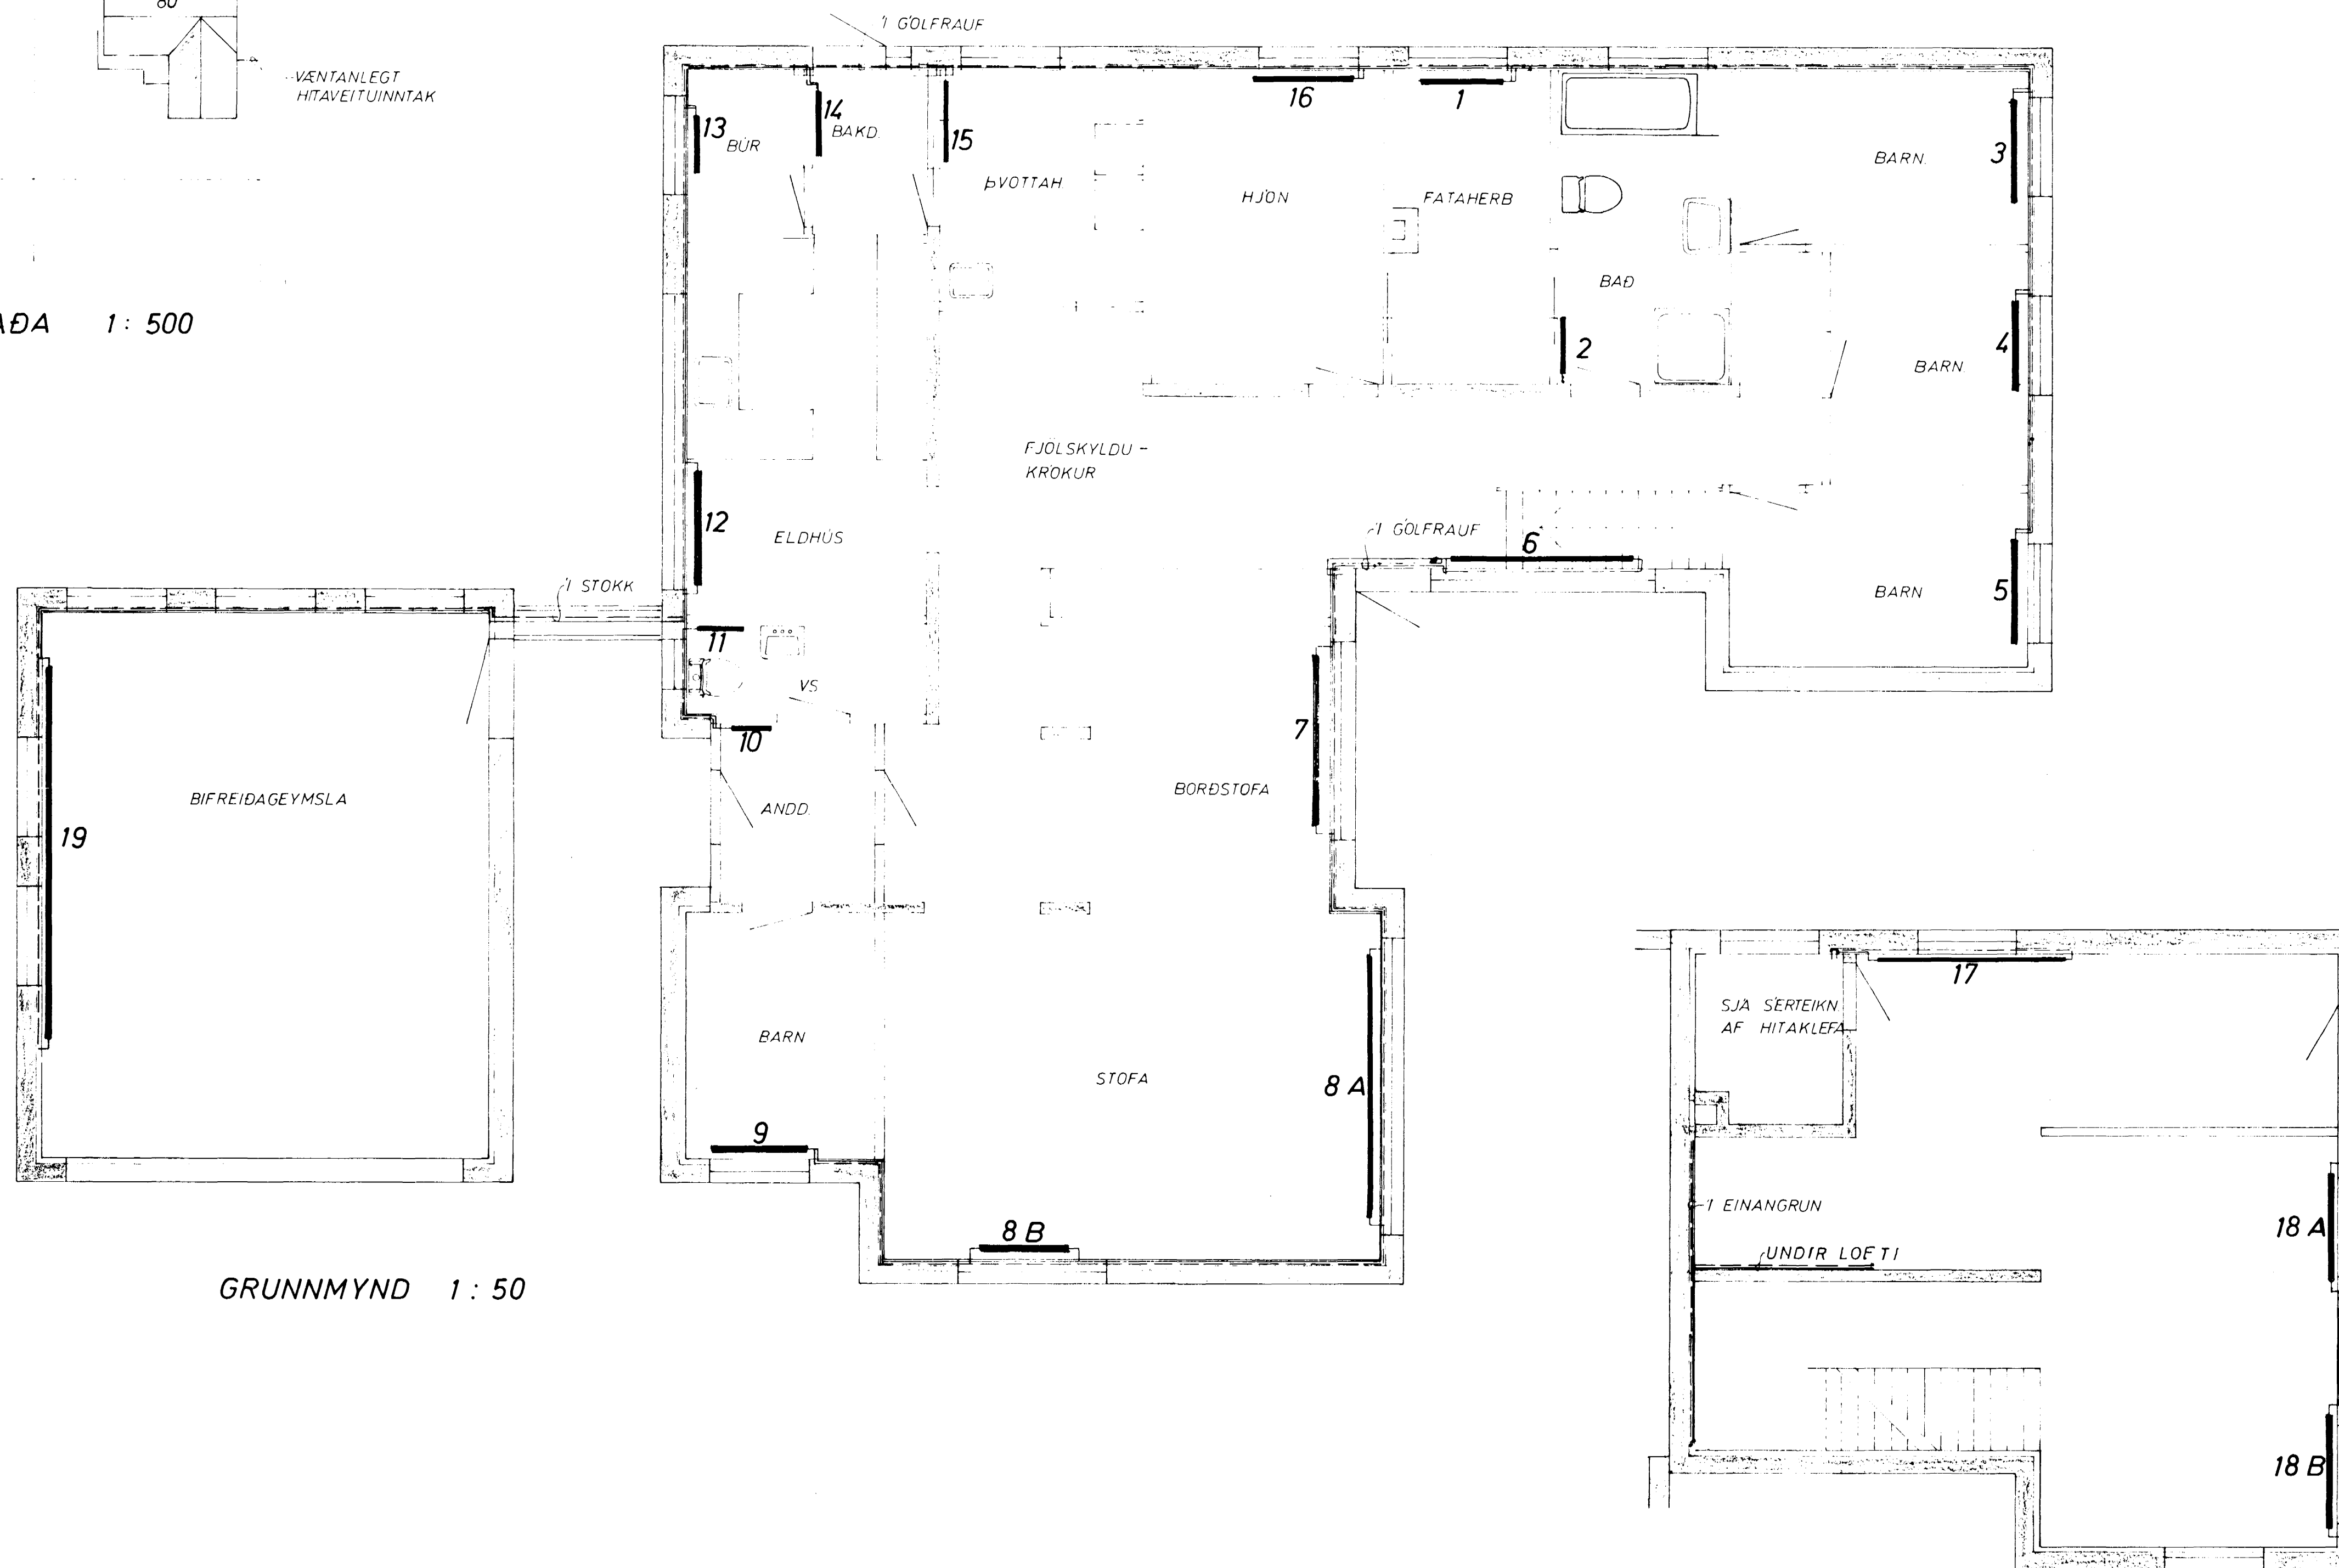 80
VÆNTANLEGT
HITAVEITUINNTAK
AÐA 1: 500
Í GÓLFRAUF
13
BÚR
14
BAKD.
15
ÞVOTTAH.
16
HJÓN
1
FATAHERB
BAÐ
2
BARN.
3
BARN
4
BARN
5
FJÖLSKYLDU-
KRÓKUR
Í GÓLFRAUF
6
12
ELDHÚS
Í STOKK
11
VS
10
ANDD.
BORÐSTOFA
7
BIFREIÐAGEYMSLA
19
BARN
9
STOFA
8 A
8 B
GRUNNMYND 1: 50
17
SJÁ SÉRTEIKN.
AF HITAKLEFA
Í EINANGRUN
UNDIR LOFTI
18 A
18 B